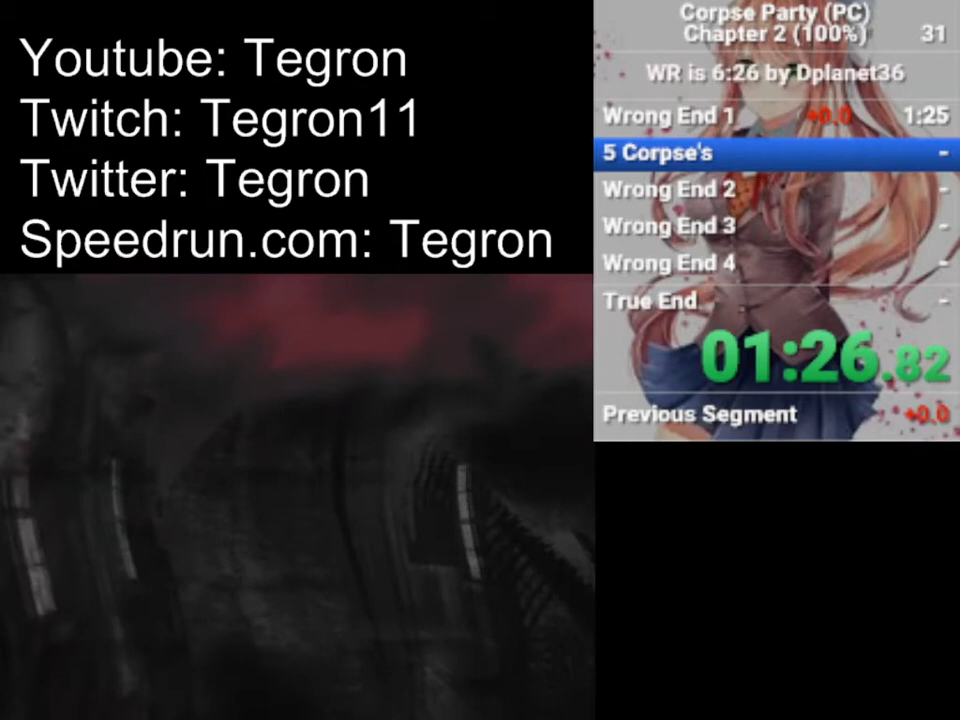 Youtube: Tegron
Twitch: Tegron11
Twitter: Tegron
Speedrun.com: Tegron
Corpse Party (PC)
Chapter 2 (100%) 31
WR is 6:26 by Dplanet36
Wrong End 1 +0.0 1:25
5 Corpse's -
Wrong End 2 -
Wrong End 3 -
Wrong End 4 -
True End -
01:26.82
Previous Segment +0.0